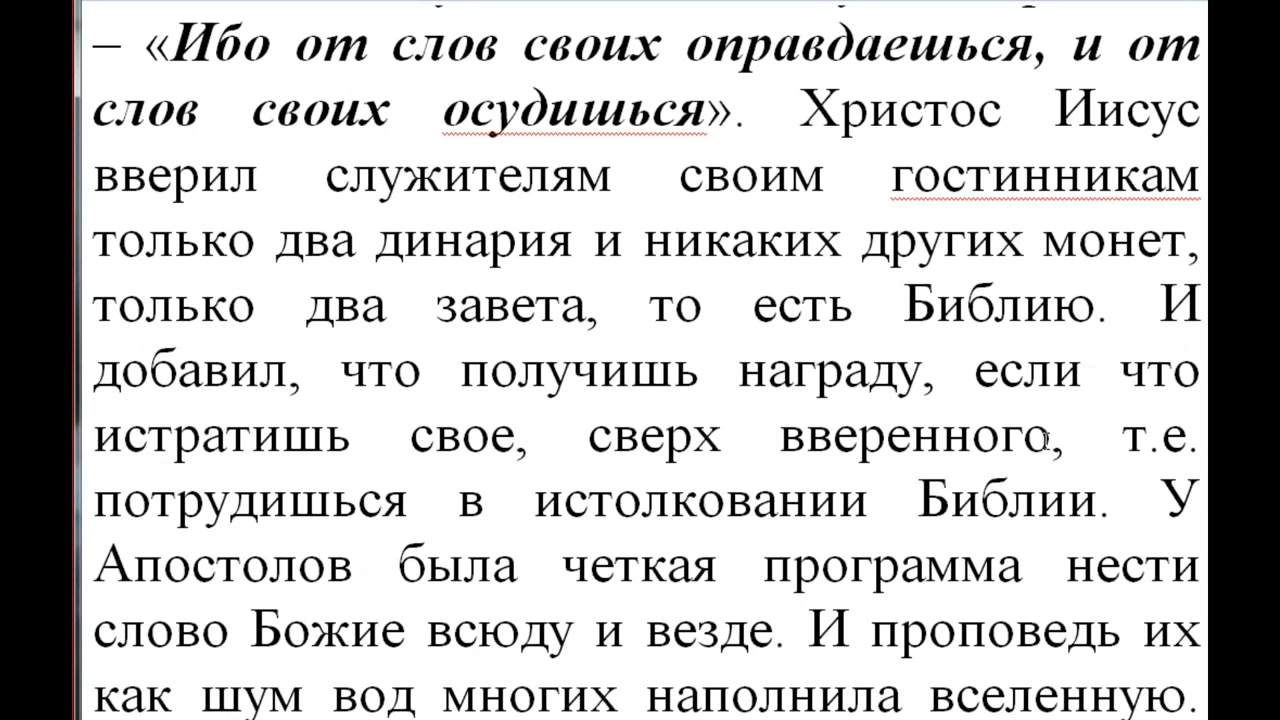 – «Ибо от слов своих оправдаешься, и от
слов своих осудишься». Христос Иисус
вверил служителям своим гостинникам
только два динария и никаких других монет,
только два завета, то есть Библию. И
добавил, что получишь награду, если что
истратишь свое, сверх вверенного, т.е.
потрудишься в истолковании Библии. У
Апостолов была четкая программа нести
слово Божие всюду и везде. И проповедь их
как шум вод многих наполнила вселенную.